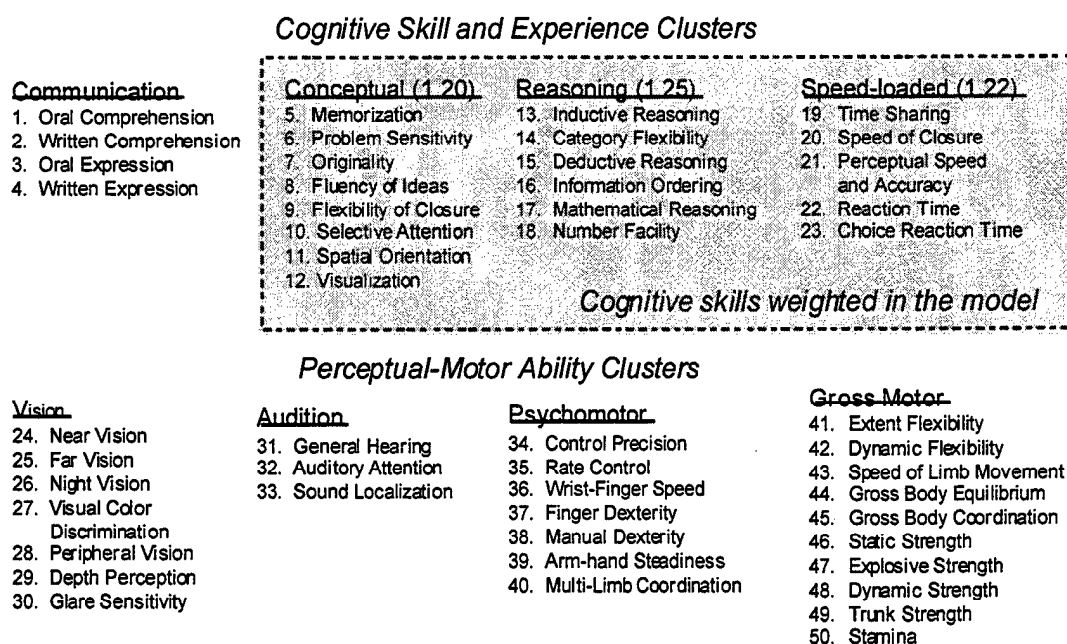 Cognitive Skill and Experience Clusters
Communication
1. Oral Comprehension
2. Written Comprehension
3. Oral Expression
4. Written Expression
Conceptual (1.20)
5. Memorization
6. Problem Sensitivity
7. Originality
8. Fluency of Ideas
9. Flexibility of Closure
10. Selective Attention
11. Spatial Orientation
12. Visualization
Reasoning (1.25)
13. Inductive Reasoning
14. Category Flexibility
15. Deductive Reasoning
16. Information Ordering
17. Mathematical Reasoning
18. Number Facility
Speed-loaded (1.22)
19. Time Sharing
20. Speed of Closure
21. Perceptual Speed
and Accuracy
22. Reaction Time
23. Choice Reaction Time
Cognitive skills weighted in the model
Perceptual-Motor Ability Clusters
Vision
24. Near Vision
25. Far Vision
26. Night Vision
27. Visual Color
Discrimination
28. Peripheral Vision
29. Depth Perception
30. Glare Sensitivity
Audition
31. General Hearing
32. Auditory Attention
33. Sound Localization
Psychomotor
34. Control Precision
35. Rate Control
36. Wrist-Finger Speed
37. Finger Dexterity
38. Manual Dexterity
39. Arm-hand Steadiness
40. Multi-Limb Coordination
Gross Motor
41. Extent Flexibility
42. Dynamic Flexibility
43. Speed of Limb Movement
44. Gross Body Equilibrium
45. Gross Body Coordination
46. Static Strength
47. Explosive Strength
48. Dynamic Strength
49. Trunk Strength
50. Stamina